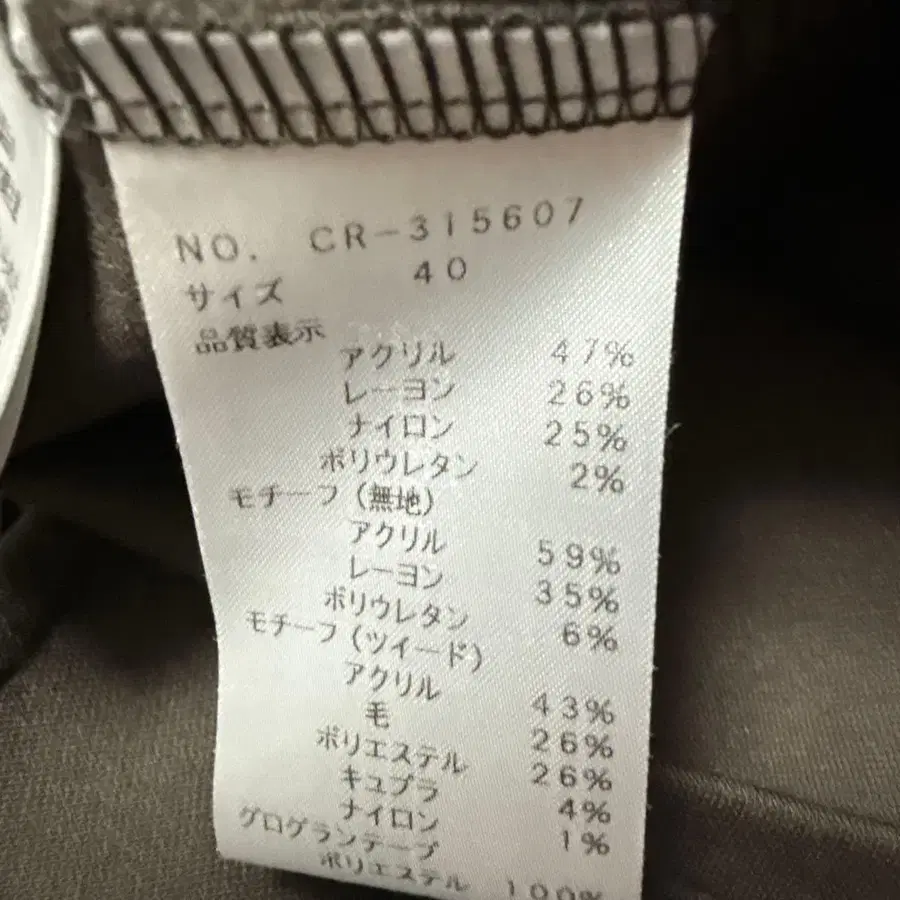 NO. CR-315607
サイズ 40
品質表示
アクリル 47%
レーヨン 26%
ナイロン 25%
ポリウレタン 2%
モチーフ(無地)
アクリル 59%
レーヨン 35%
ポリウレタン 6%
モチーフ(ツイード)
アクリル 43%
毛 26%
ポリエステル 26%
キュプラ 4%
ナイロン 1%
グログランテープ
ポリエステル 100%